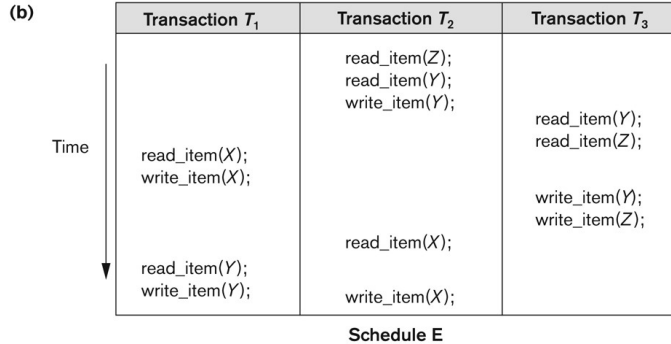 (b)
Transaction T1 Transaction T2 Transaction T3
read_item(Z);
read_item(Y);
write_item(Y);
read_item(Y);
read_item(Z);
Time
read_item(X);
write_item(X);
write_item(Y);
write_item(Z);
read_item(X);
read_item(Y);
write_item(Y);
write_item(X);
Schedule E